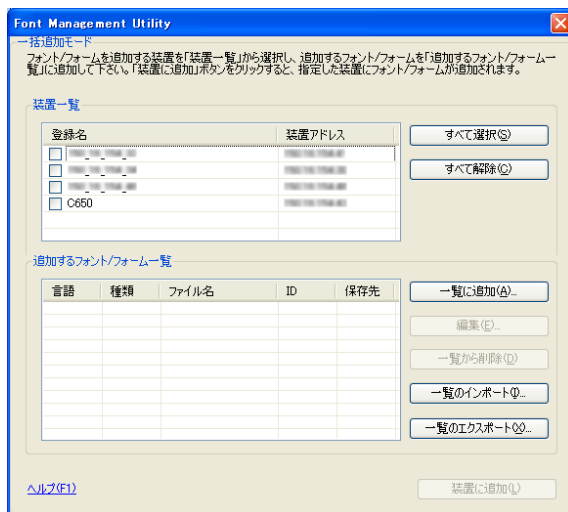 Font Management Utility
一括追加モード
フォント/フォームを追加する装置を「装置一覧」から選択し、追加するフォント/フォームを「追加するフォント/フォーム一
覧」に追加して下さい。「装置に追加」ボタンをクリックすると、指定した装置にフォント/フォームが追加されます。
装置一覧
登録名 装置アドレス
C650
すべて選択(S)
すべて解除(C)
追加するフォント/フォーム一覧
言語 種類 ファイル名 ID 保存先
一覧に追加(A)...
編集(E)...
一覧から削除(D)
一覧のインポート(I)...
一覧のエクスポート(X)...
ヘルプ(F1)
装置に追加(L)